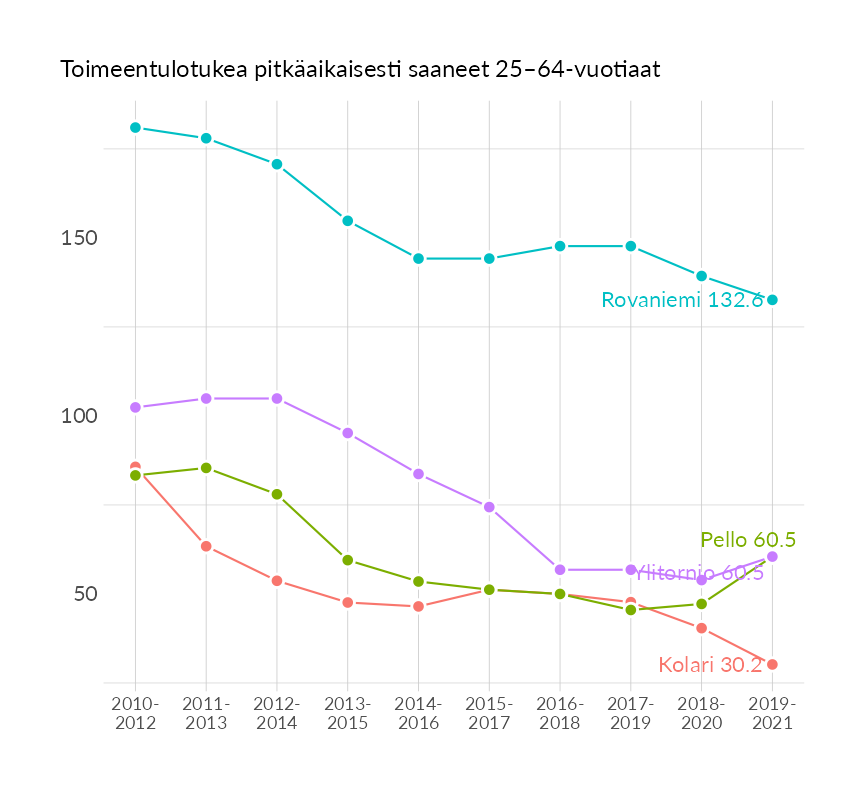 Toimeentulotukea pitkäaikaisesti saaneet 25–64-vuotiaat
150
100
50
Rovaniemi 132.6
Pello 60.5
Ylitornio 60.5
Kolari 30.2
2010- 2011- 2012- 2013- 2014- 2015- 2016- 2017- 2018- 2019-
2012 2013 2014 2015 2016 2017 2018 2019 2020 2021